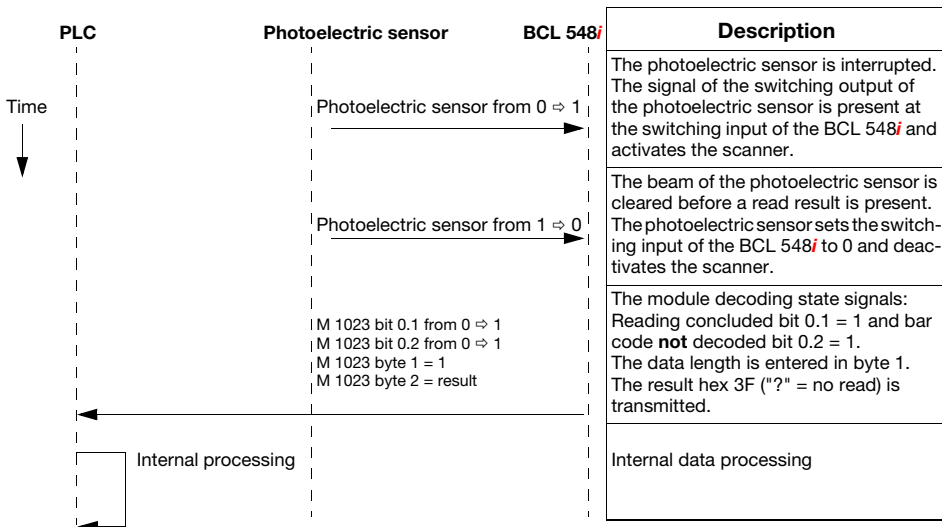 PLC
Photoelectric sensor
BCL 548i
Description
Time
Photoelectric sensor from 0 ⇨ 1
The photoelectric sensor is interrupted.
The signal of the switching output of
the photoelectric sensor is present at
the switching input of the BCL 548i and
activates the scanner.
Photoelectric sensor from 1 ⇨ 0
The beam of the photoelectric sensor is
cleared before a read result is present.
The photoelectric sensor sets the switch-
ing input of the BCL 548i to 0 and deac-
tivates the scanner.
M 1023 bit 0.1 from 0 ⇨ 1
M 1023 bit 0.2 from 0 ⇨ 1
M 1023 byte 1 = 1
M 1023 byte 2 = result
The module decoding state signals:
Reading concluded bit 0.1 = 1 and bar
code not decoded bit 0.2 = 1.
The data length is entered in byte 1.
The result hex 3F ("?" = no read) is
transmitted.
Internal processing
Internal data processing